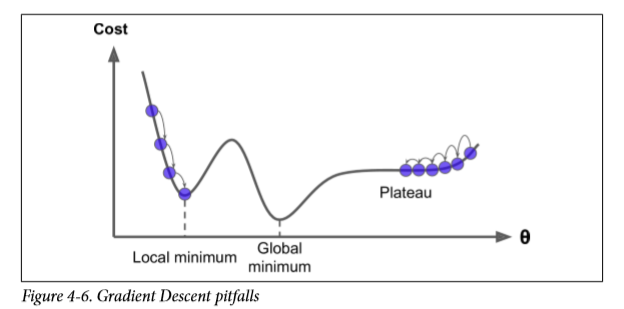 Cost
Plateau
θ
Local minimum
Global
minimum
Figure 4-6. Gradient Descent pitfalls